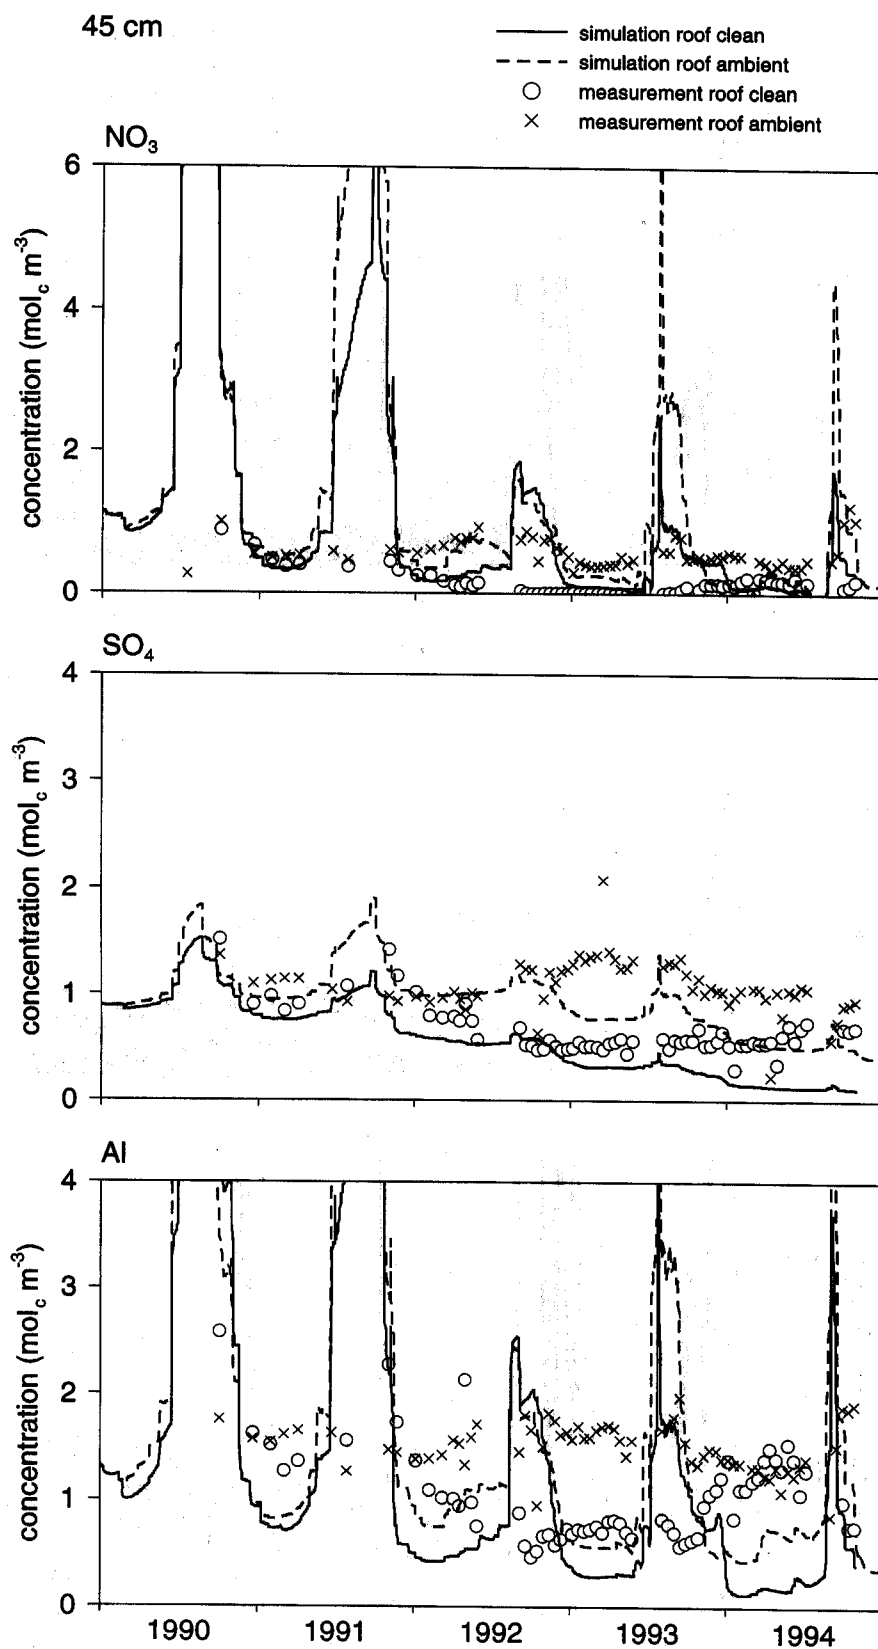 45 cm
simulation roof clean
simulation roof ambient
measurement roof clean
measurement roof ambient
NO3
6
4
2
0
concentration (molc m-3)
SO4
4
3
2
1
0
concentration (molc m-3)
Al
4
3
2
1
0
concentration (molc m-3)
1990 1991 1992 1993 1994